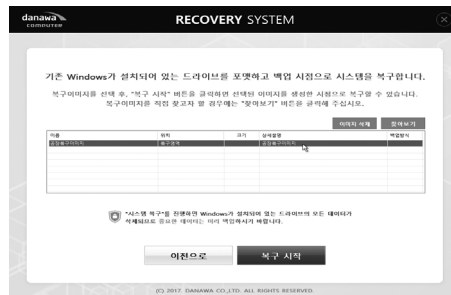 danawa
COMPUTER
RECOVERY SYSTEM
기존 Windows가 설치되어 있는 드라이브를 포맷하고 백업 시점으로 시스템을 복구합니다.
복구이미지를 선택 후, "복구 시작" 버튼을 클릭하면 선택된 이미지를 생성한 시점으로 복구할 수 있습니다.
복구이미지를 직접 찾고자 할 경우에는 "찾아보기" 버튼을 클릭해 주십시요.
이미지 삭제 찾아보기
이름 위치 크기 상세설명 백업방식
공장복구이미지 복구영역 공장복구이미지
"시스템 복구"를 진행하면 Windows가 설치되어 있는 드라이브의 모든 데이터가
삭제되므로 중요한 데이터는 미리 백업하시기 바랍니다.
이전으로 복구 시작
(C) 2017. DANAWA CO.,LTD. ALL RIGHTS RESERVED.